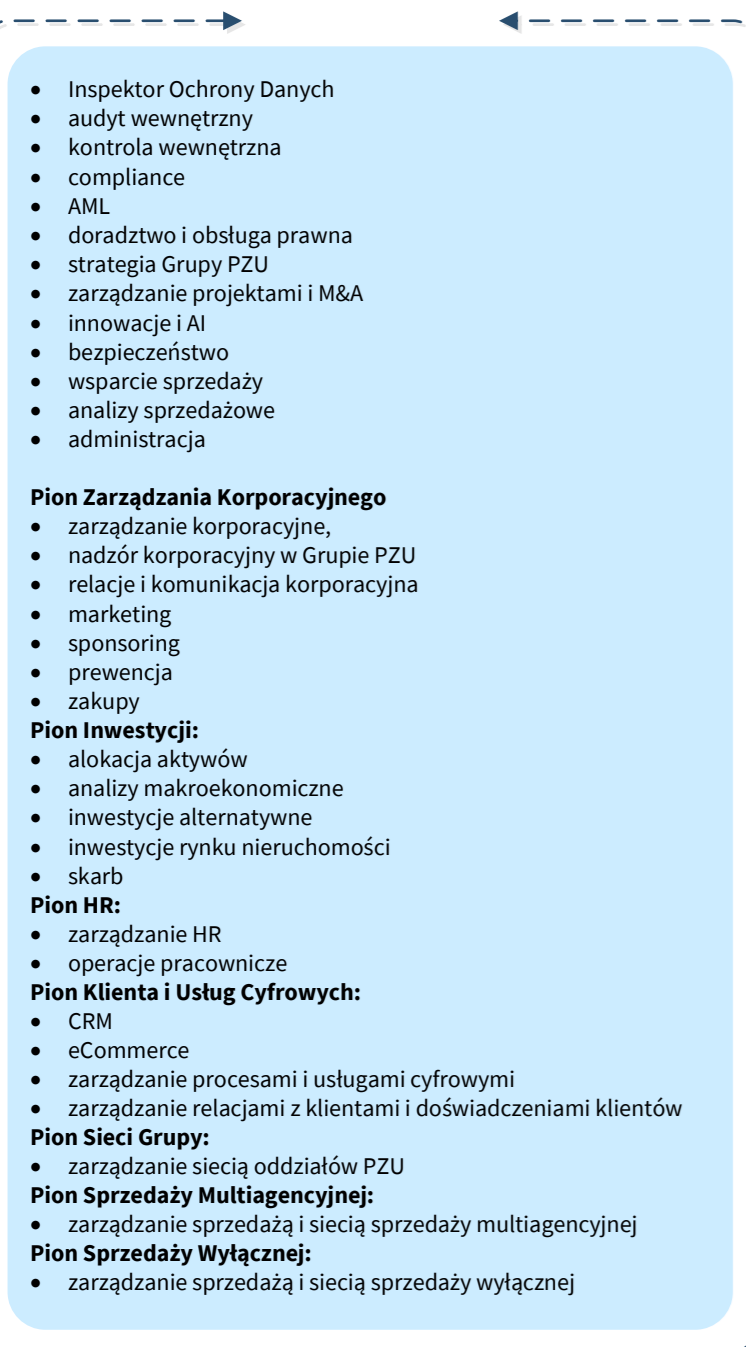 • Inspektor Ochrony Danych
• audyt wewnętrzny
• kontrola wewnętrzna
• compliance
• AML
• doradztwo i obsługa prawna
• strategia Grupy PZU
• zarządzanie projektami i M&A
• innowacje i AI
• bezpieczeństwo
• wsparcie sprzedaży
• analizy sprzedażowe
• administracja
Pion Zarządzania Korporacyjnego
• zarządzanie korporacyjne,
• nadzór korporacyjny w Grupie PZU
• relacje i komunikacja korporacyjna
• marketing
• sponsoring
• prewencja
• zakupy
Pion Inwestycji:
• alokacja aktywów
• analizy makroekonomiczne
• inwestycje alternatywne
• inwestycje rynku nieruchomości
• skarb
Pion HR:
• zarządzanie HR
• operacje pracownicze
Pion Klienta i Usług Cyfrowych:
• CRM
• eCommerce
• zarządzanie procesami i usługami cyfrowymi
• zarządzanie relacjami z klientami i doświadczeniami klientów
Pion Sieci Grupy:
• zarządzanie siecią oddziałów PZU
Pion Sprzedaży Multiagencyjnej:
• zarządzanie sprzedażą i siecią sprzedaży multiagencyjnej
Pion Sprzedaży Wyłącznej:
• zarządzanie sprzedażą i siecią sprzedaży wyłącznej